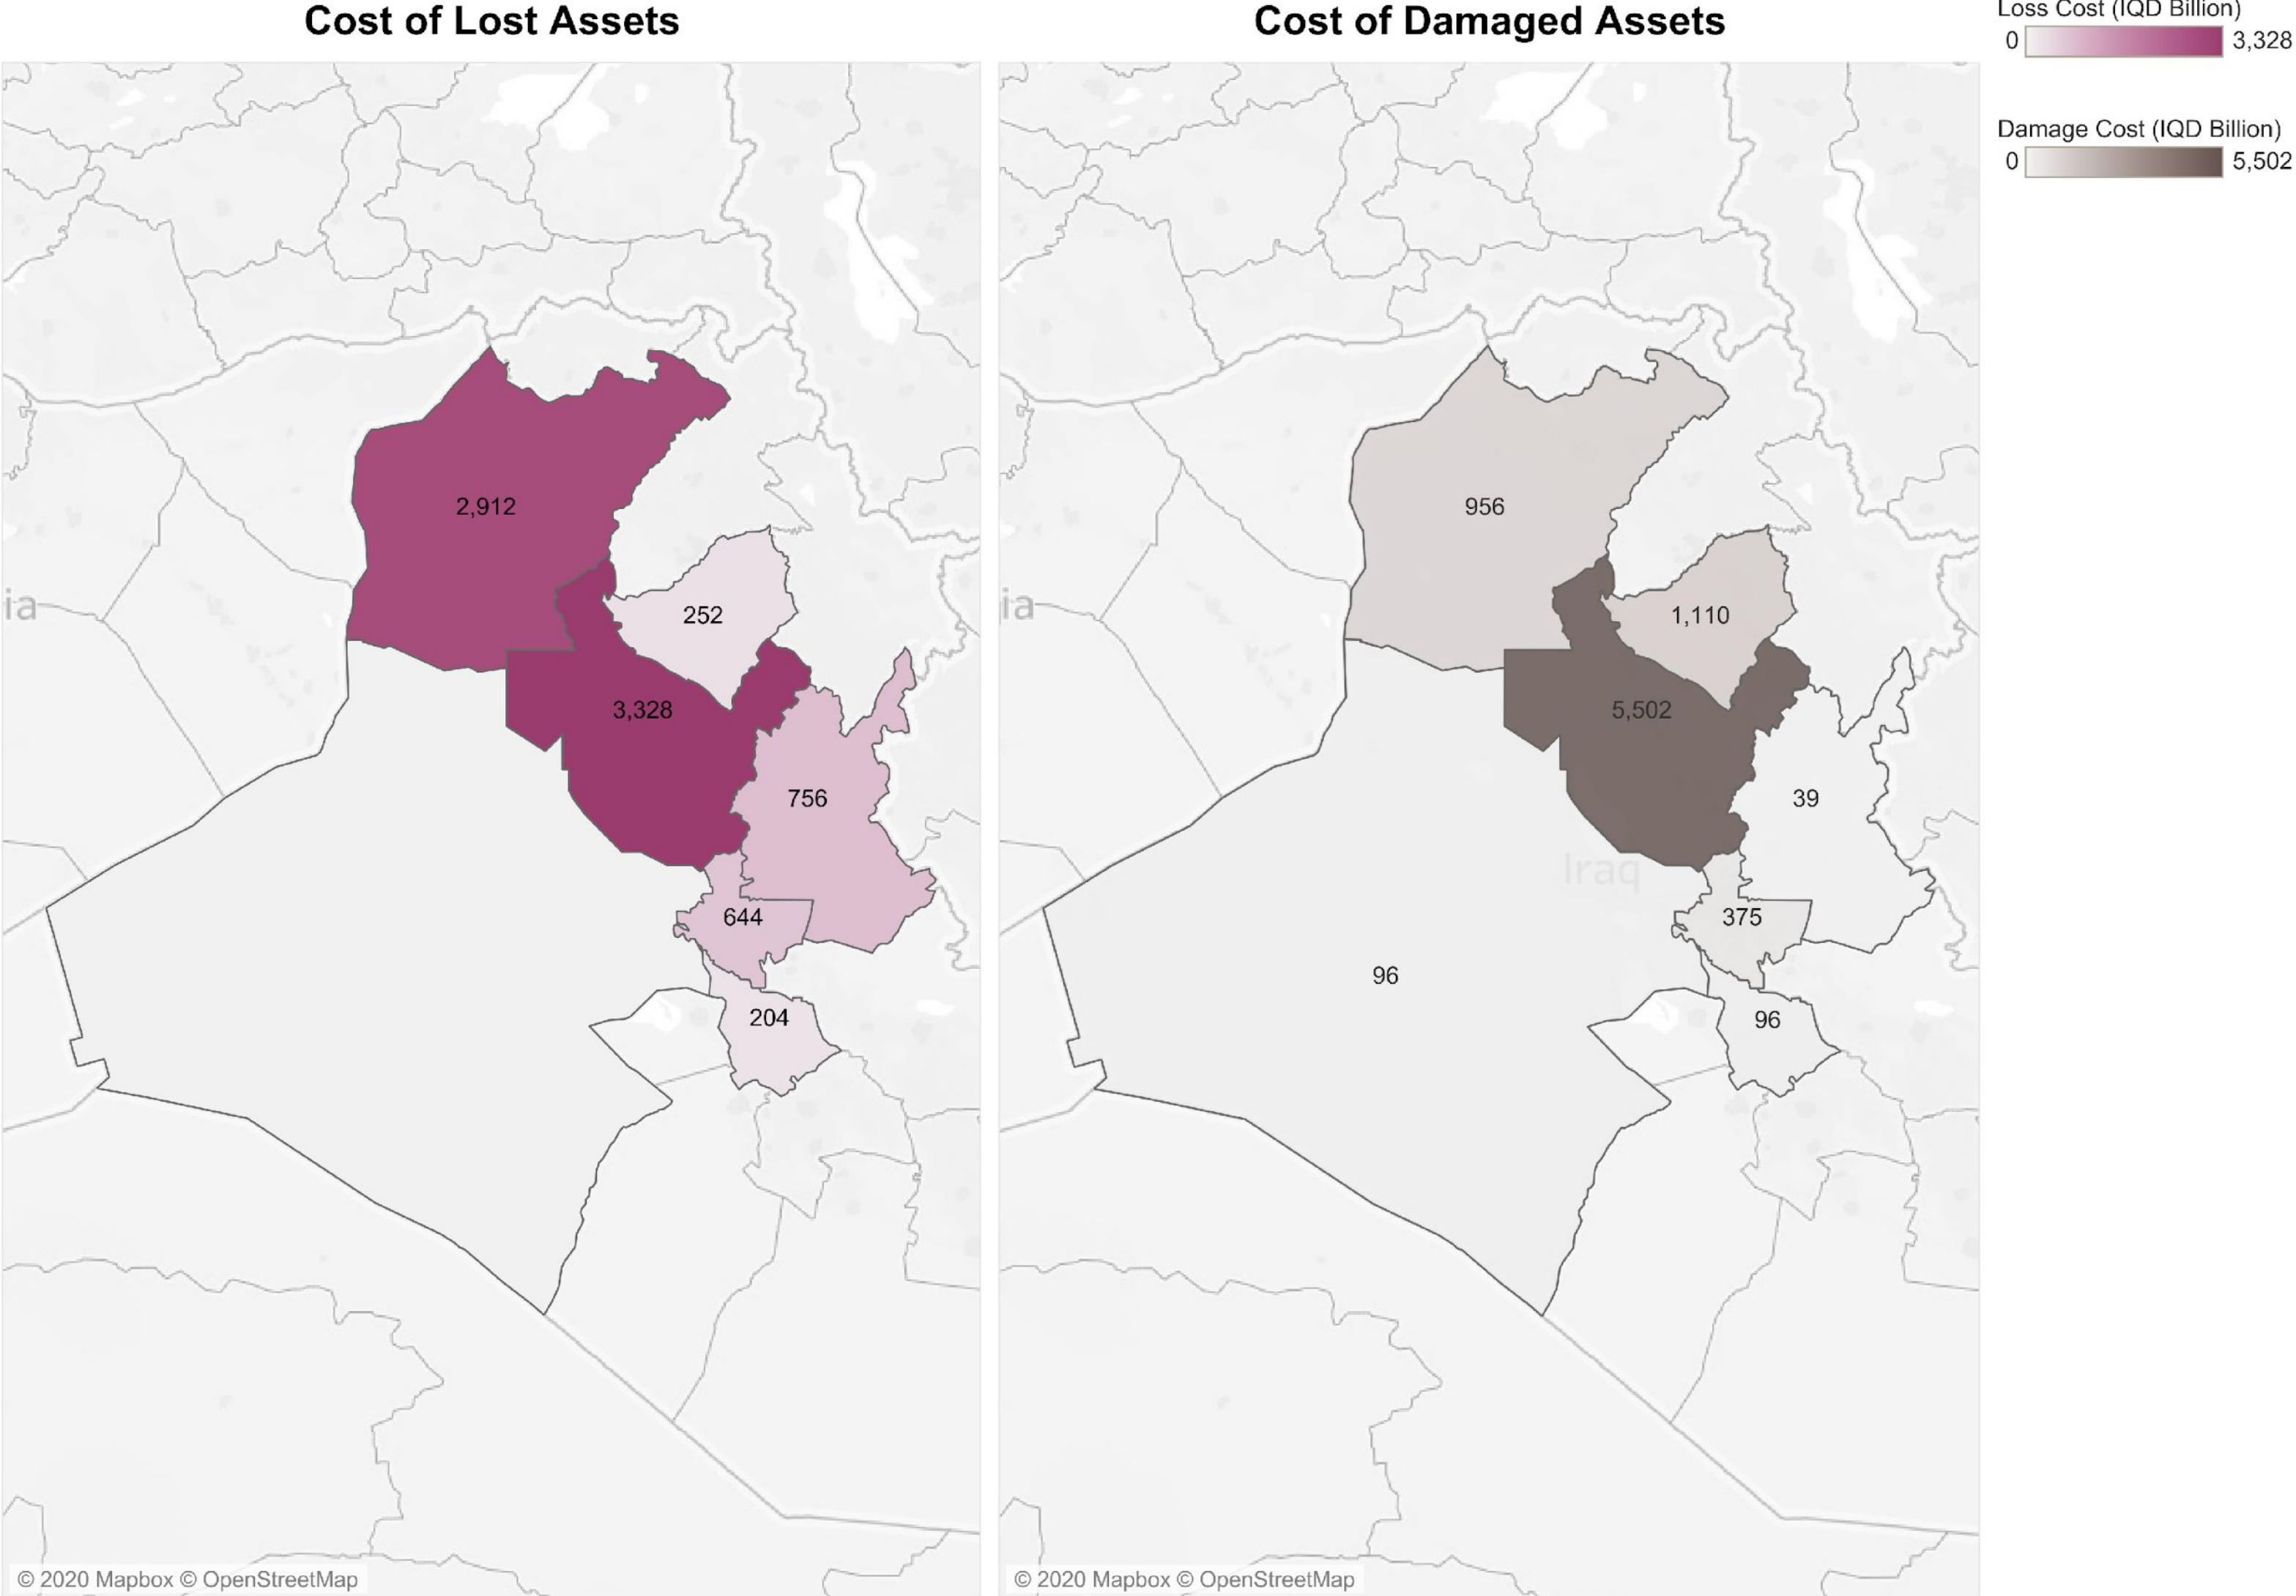 Cost of Lost Assets
Cost of Damaged Assets
Loss Cost (IQD Billion)
0 3,328
Damage Cost (IQD Billion)
0 5,502
2,912
252
3,328
756
644
204
ia
© 2020 Mapbox © OpenStreetMap
956
1,110
5,502
39
Iraq
375
96
96
ia
© 2020 Mapbox © OpenStreetMap